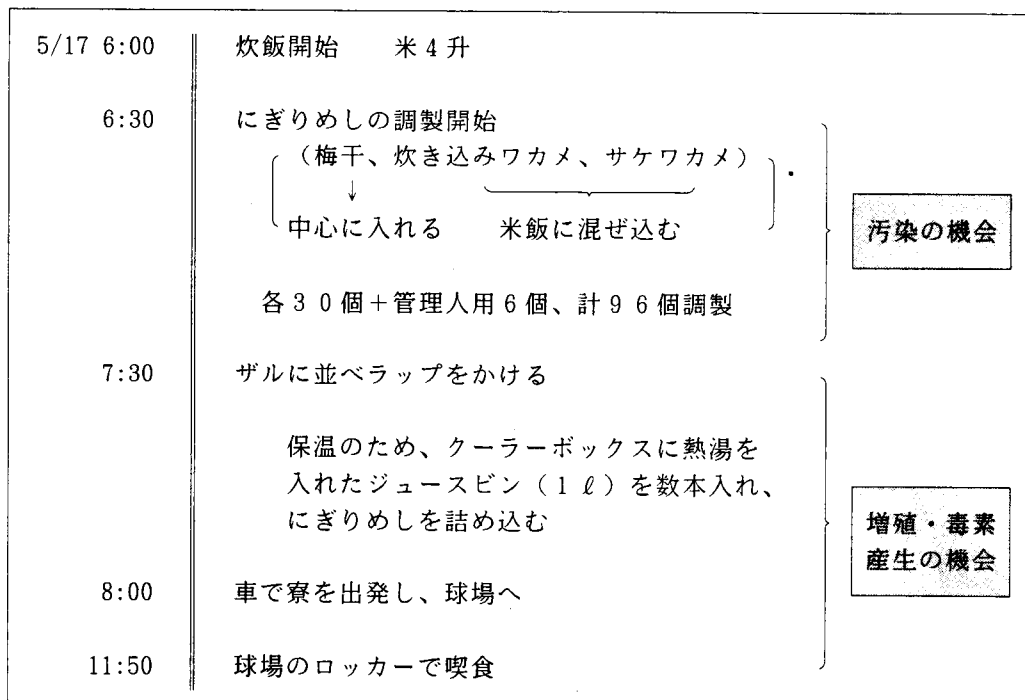 5/17 6:00 炊飯開始 米4升
6:30 にぎりめしの調製開始
(梅干、炊き込みワカメ、サケワカメ)
↓
中心に入れる 米飯に混ぜ込む
汚染の機会
各30個+管理人用6個、計96個調製
7:30 ザルに並べラップをかける
保温のため、クーラーボックスに熱湯を
入れたジュースビン(1ℓ)を数本入れ、
にぎりめしを詰め込む
増殖・毒素
産生の機会
8:00 車で寮を出発し、球場へ
11:50 球場のロッカーで喫食